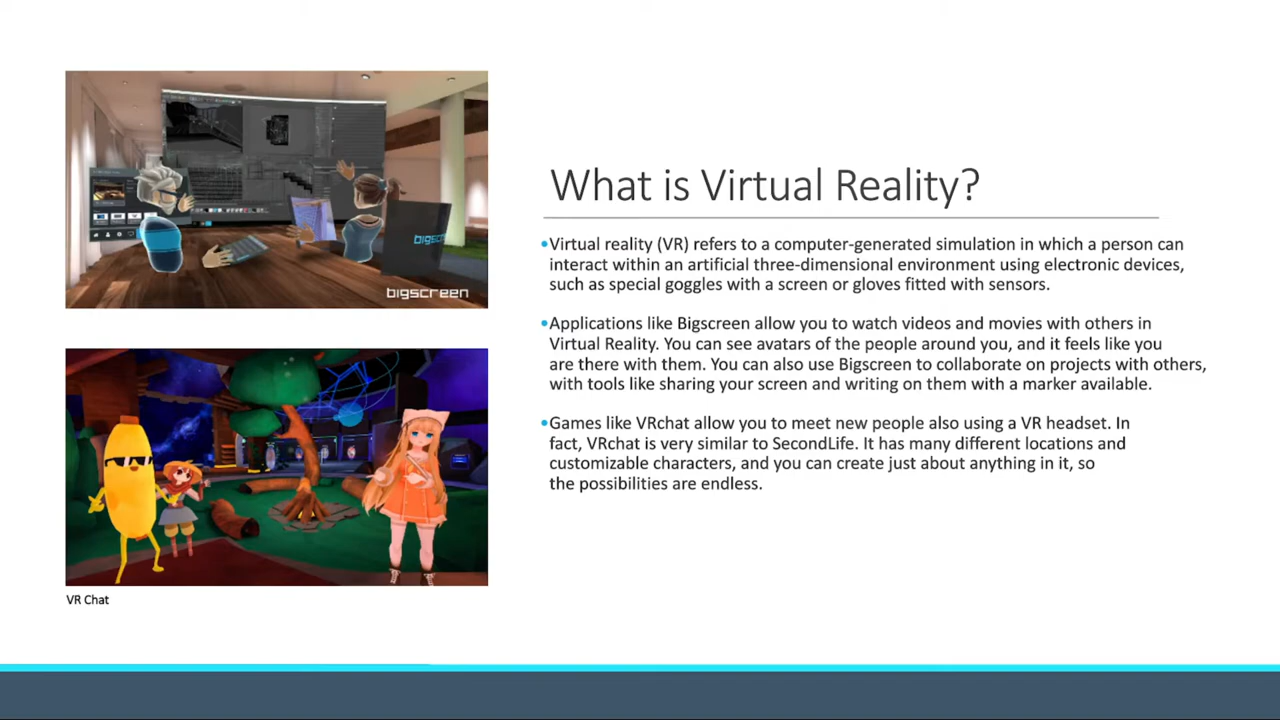 bigscreen
VR Chat
What is Virtual Reality?
•Virtual reality (VR) refers to a computer-generated simulation in which a person can
interact within an artificial three-dimensional environment using electronic devices,
such as special goggles with a screen or gloves fitted with sensors.
•Applications like Bigscreen allow you to watch videos and movies with others in
Virtual Reality. You can see avatars of the people around you, and it feels like you
are there with them. You can also use Bigscreen to collaborate on projects with others,
with tools like sharing your screen and writing on them with a marker available.
•Games like VRchat allow you to meet new people also using a VR headset. In
fact, VRchat is very similar to SecondLife. It has many different locations and
customizable characters, and you can create just about anything in it, so
the possibilities are endless.